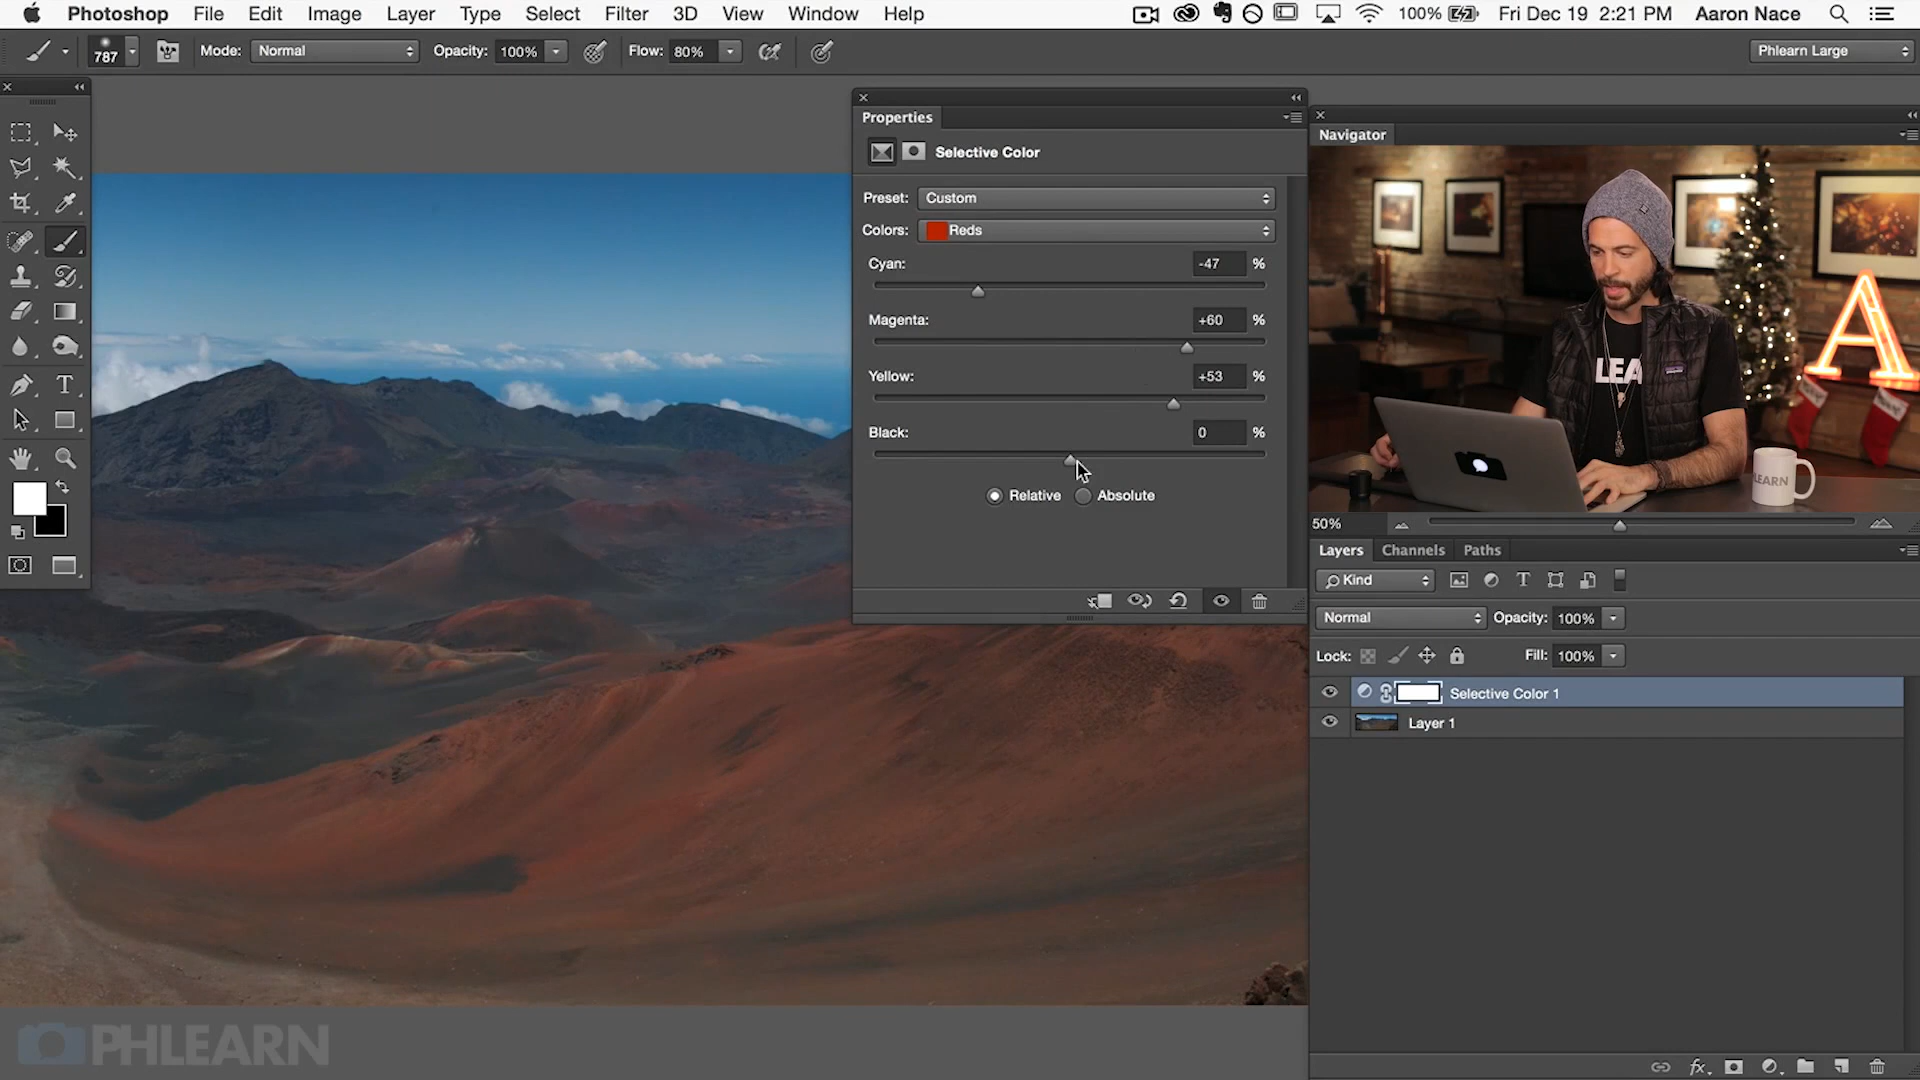 Photoshop File Edit Image Layer Type Select Filter 3D View Window Help 100% Fri Dec 19 2:21 PM Aaron Nace
787 Mode: Normal Opacity: 100% Flow: 80% Phlearn Large
Properties
Selective Color
Preset: Custom
Colors: Reds
Cyan: -47 %
Magenta: +60 %
Yellow: +53 %
Black: 0 %
Relative Absolute
Navigator
LEA
A
HLEARN
50%
Layers Channels Paths
Kind
Normal Opacity: 100%
Lock: Fill: 100%
Selective Color 1
Layer 1
PHLEARN